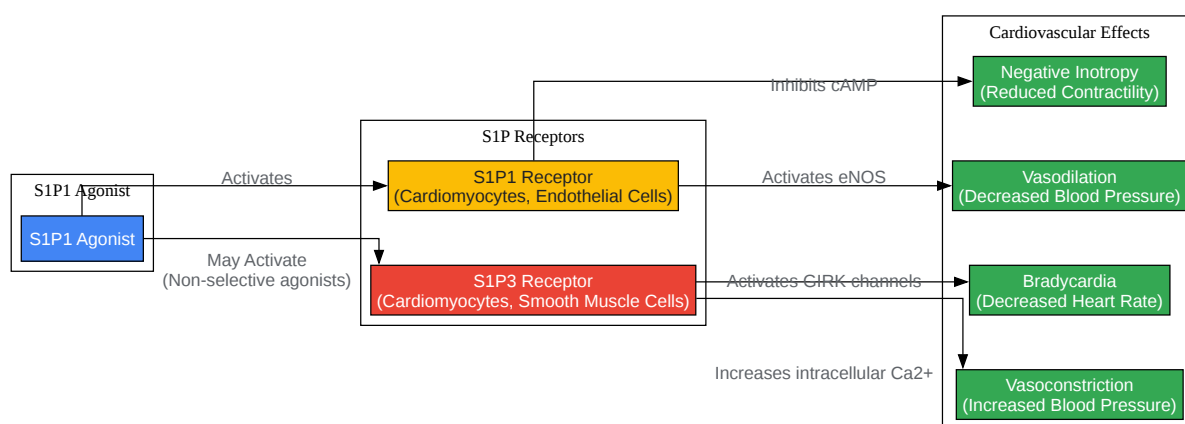 Cardiovascular Effects
Negative Inotropy
(Reduced Contractility)
Inhibits cAMP
S1P Receptors
S1P1 Receptor
(Cardiomyocytes, Endothelial Cells)
Activates eNOS
Vasodilation
(Decreased Blood Pressure)
S1P1 Agonist
Activates
S1P1 Agonist
May Activate
(Non-selective agonists)
S1P3 Receptor
(Cardiomyocytes, Smooth Muscle Cells)
Activates GIRK channels
Bradycardia
(Decreased Heart Rate)
Increases intracellular Ca2+
Vasoconstriction
(Increased Blood Pressure)